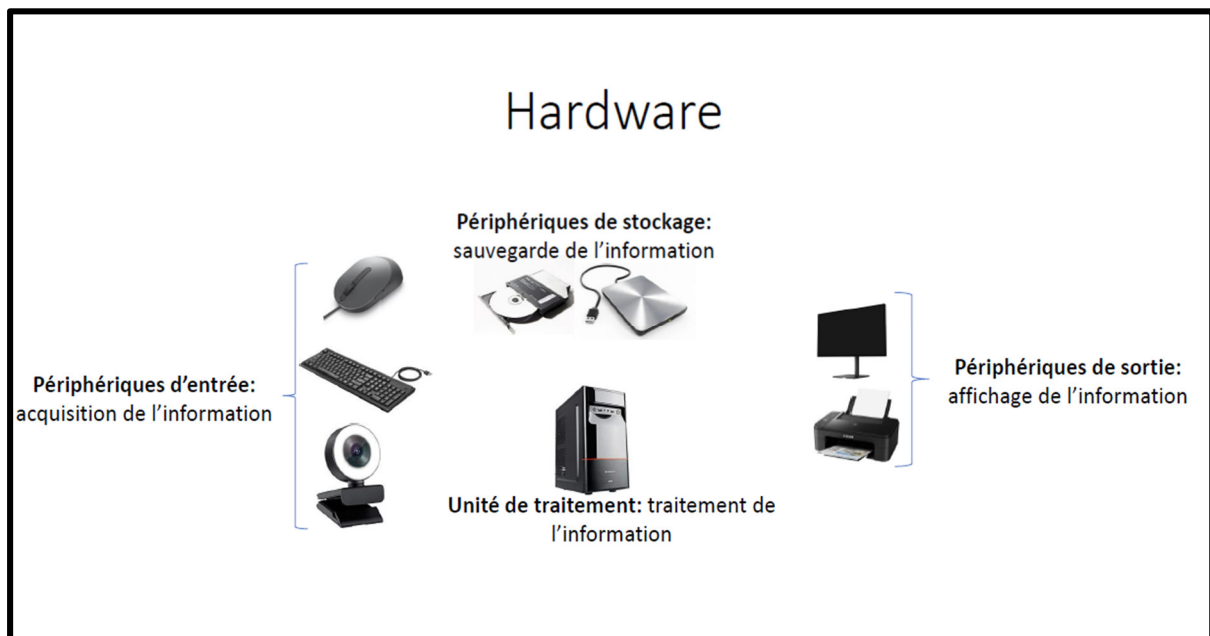 Hardware
Périphériques de stockage:
sauvegarde de l’information
Périphériques d’entrée:
acquisition de l’information
Périphériques de sortie:
affichage de l’information
Unité de traitement: traitement de
l’information